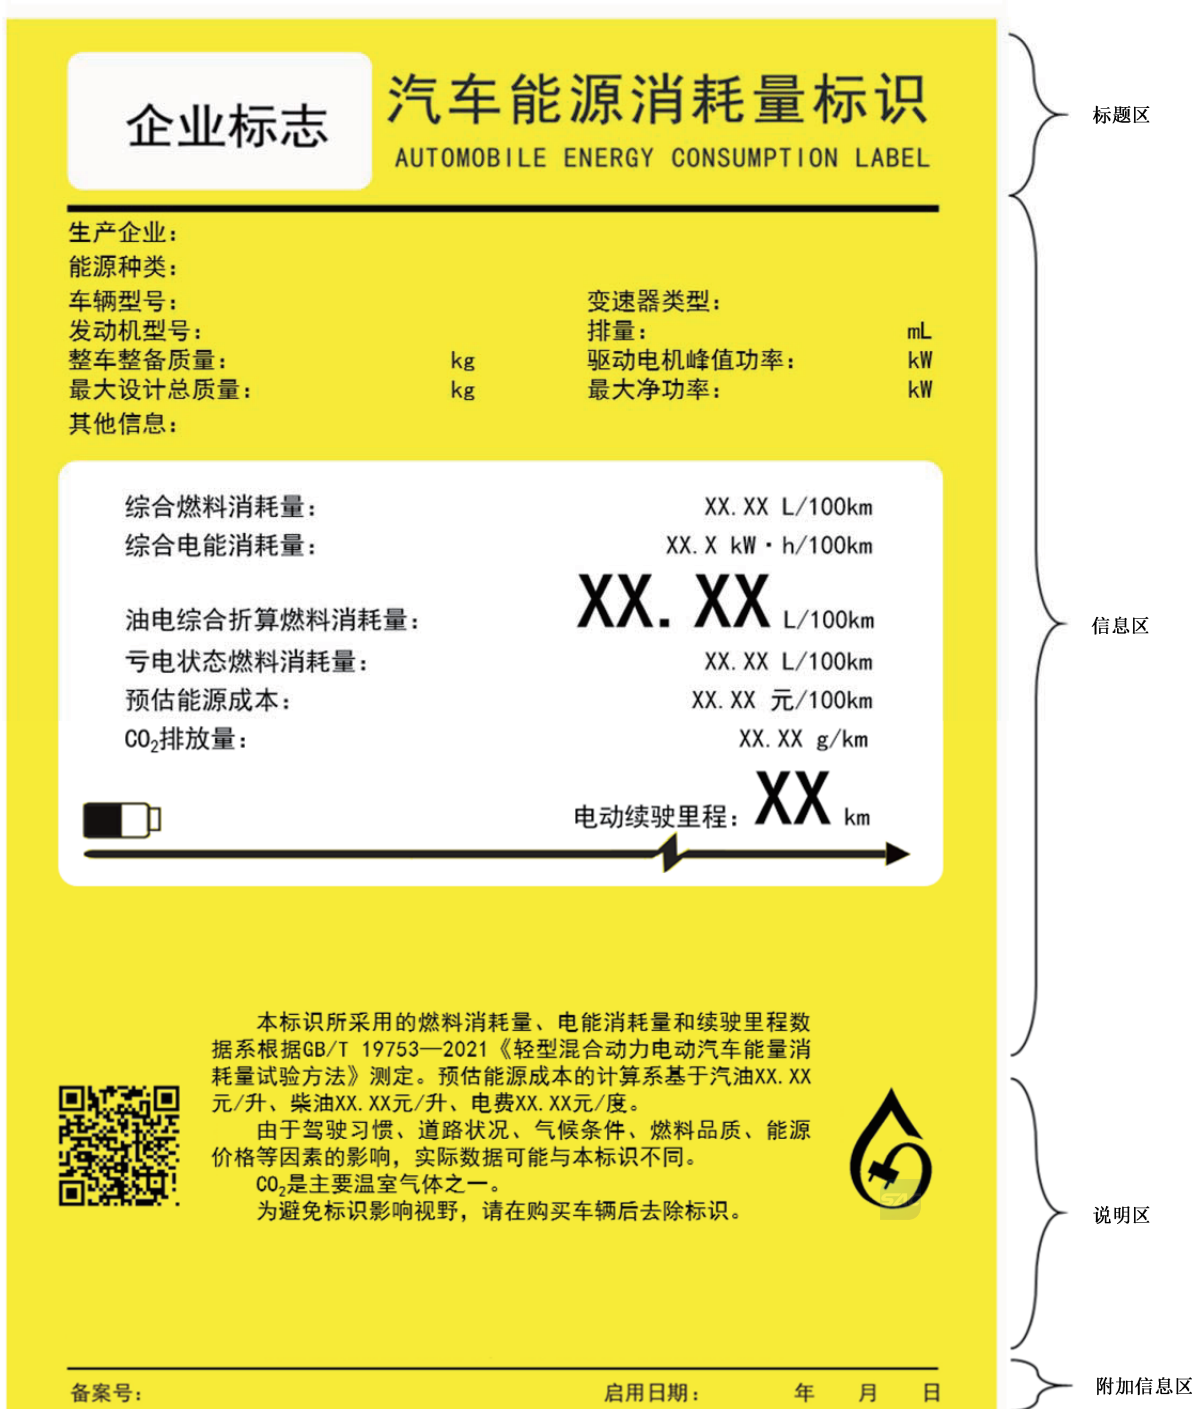 企业标志
汽车能源消耗量标识
AUTOMOBILE ENERGY CONSUMPTION LABEL
标题区
生产企业：
能源种类：
车辆型号： 变速器类型：
发动机型号： 排量： mL
整车整备质量： kg 驱动电机峰值功率： kW
最大设计总质量： kg 最大净功率： kW
其他信息：
综合燃料消耗量： XX.XX L/100km
综合电能消耗量： XX.X kW·h/100km
油电综合折算燃料消耗量： XX.XX L/100km
信息区
亏电状态燃料消耗量： XX.XX L/100km
预估能源成本： XX.XX 元/100km
CO₂排放量： XX.XX g/km
电动续驶里程：XX km
本标识所采用的燃料消耗量、电能消耗量和续驶里程数
据系根据GB/T 19753—2021《轻型混合动力电动汽车能量消
耗量试验方法》测定。预估能源成本的计算系基于汽油XX.XX
元/升、柴油XX.XX元/升、电费XX.XX元/度。
由于驾驶习惯、道路状况、气候条件、燃料品质、能源
价格等因素的影响，实际数据可能与本标识不同。
CO₂是主要温室气体之一。
为避免标识影响视野，请在购买车辆后去除标识。
说明区
备案号： 启用日期： 年 月 日
附加信息区